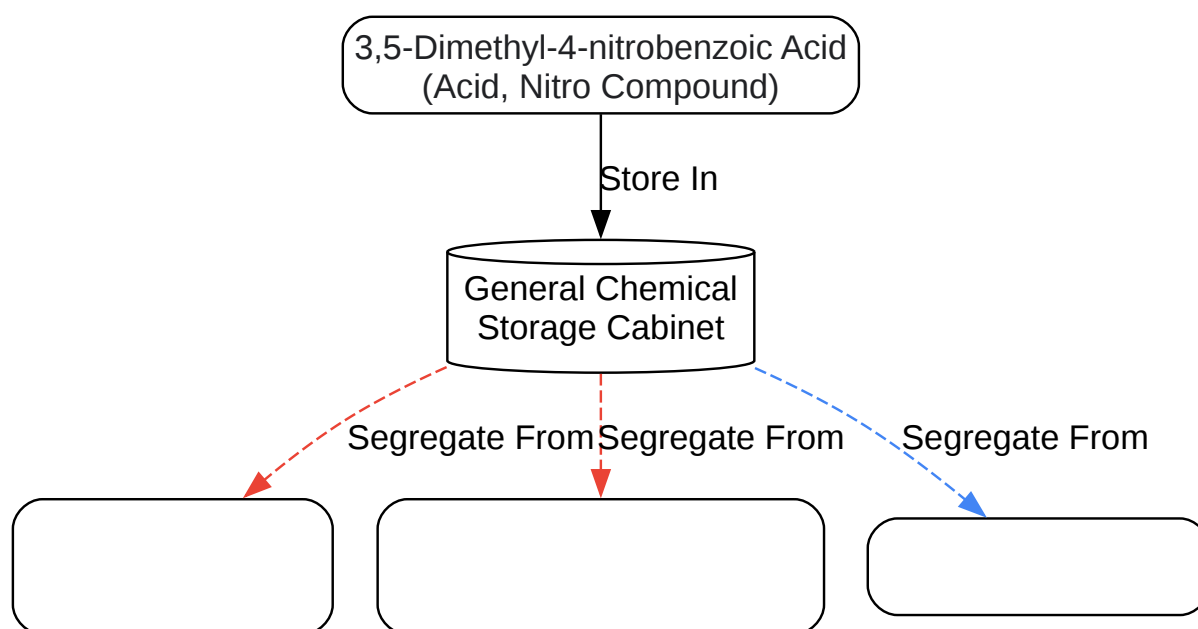 3,5-Dimethyl-4-nitrobenzoic Acid
(Acid, Nitro Compound)
Store In
General Chemical
Storage Cabinet
Segregate From
Segregate From
Segregate From